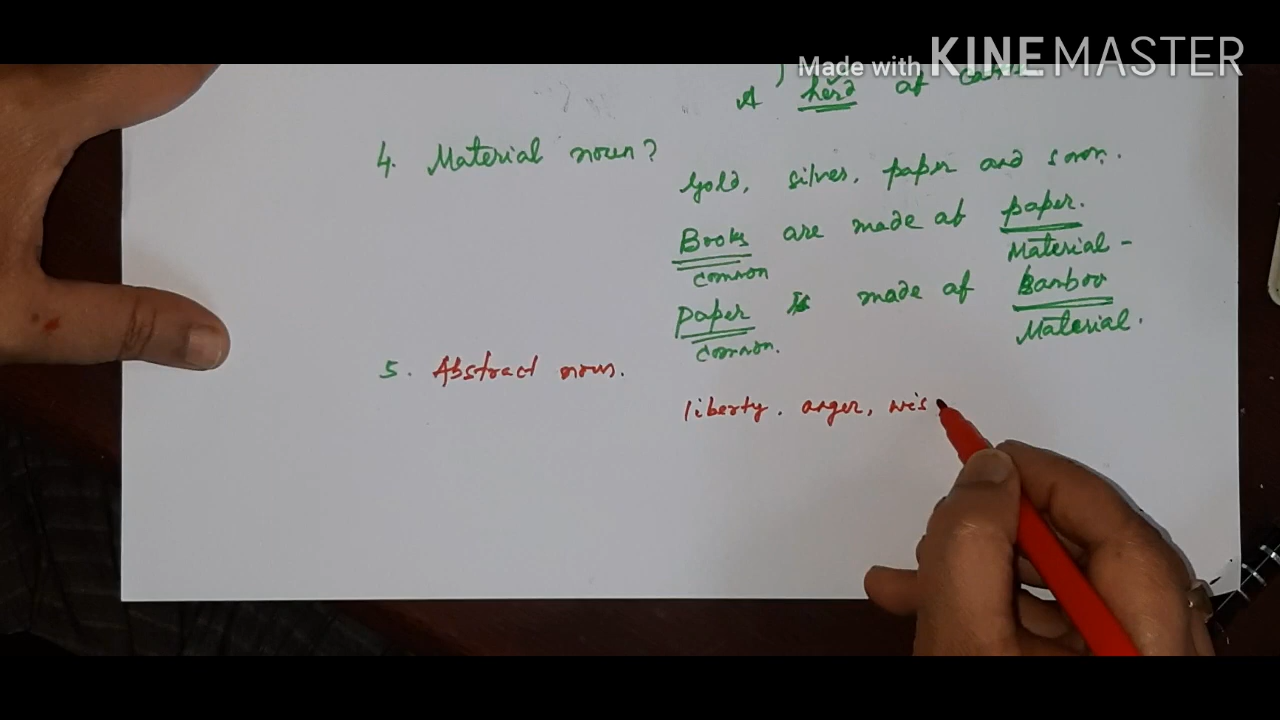 Made with KINEMASTER
A herd of
4. Material noun?
Gold, silver, paper and so on.
Books are made of paper.
common Material -
Paper is made of Bamboo
common. Material.
5. Abstract noun.
liberty, anger, wis